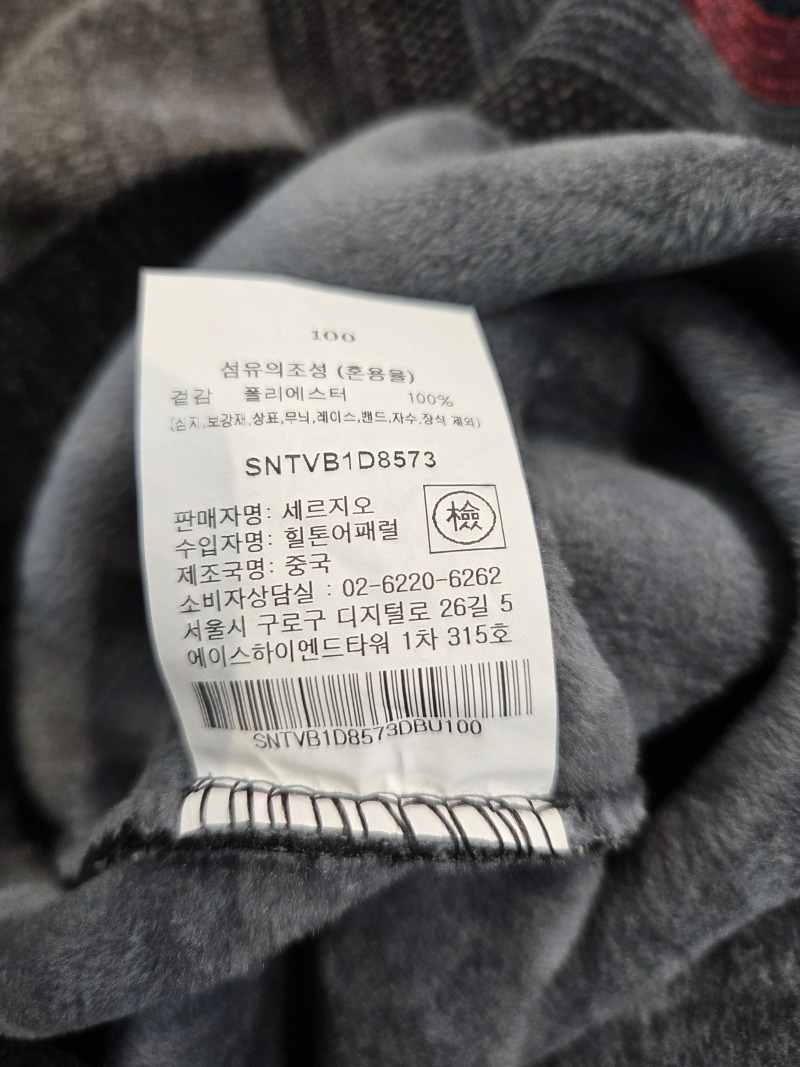 100
섬유의조성 (혼용율)
겉감 폴리에스터 100%
(심지,보강재,상표,무늬,레이스,밴드,자수,장식 제외)
SNTVB1D8573
판매자명: 세르지오
檢
수입자명: 힐톤어패럴
제조국명: 중국
소비자상담실 : 02-6220-6262
서울시 구로구 디지털로 26길 5
에이스하이엔드타워 1차 315호
SNTVB1D8573DBU100